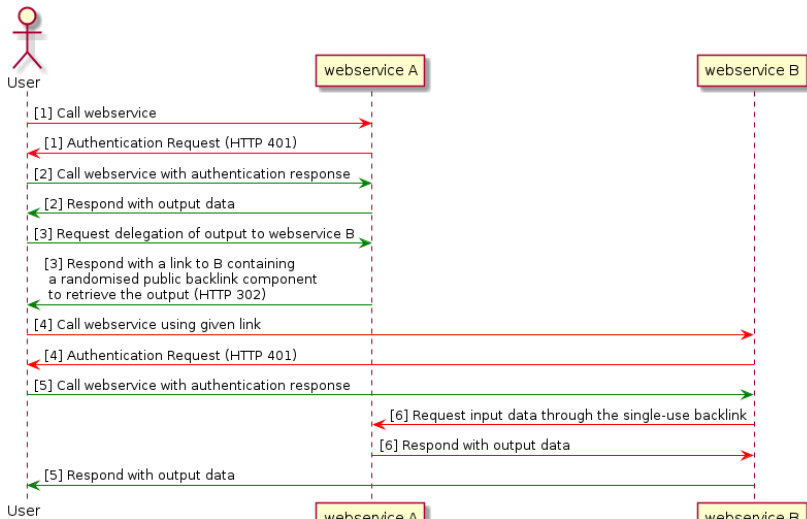 User
webservice A
webservice B
[1] Call webservice
[1] Authentication Request (HTTP 401)
[2] Call webservice with authentication response
[2] Respond with output data
[3] Request delegation of output to webservice B
[3] Respond with a link to B containing
a randomised public backlink component
to retrieve the output (HTTP 302)
[4] Call webservice using given link
[4] Authentication Request (HTTP 401)
[5] Call webservice with authentication response
[6] Request input data through the single-use backlink
[6] Respond with output data
[5] Respond with output data
User
webservice A
webservice B